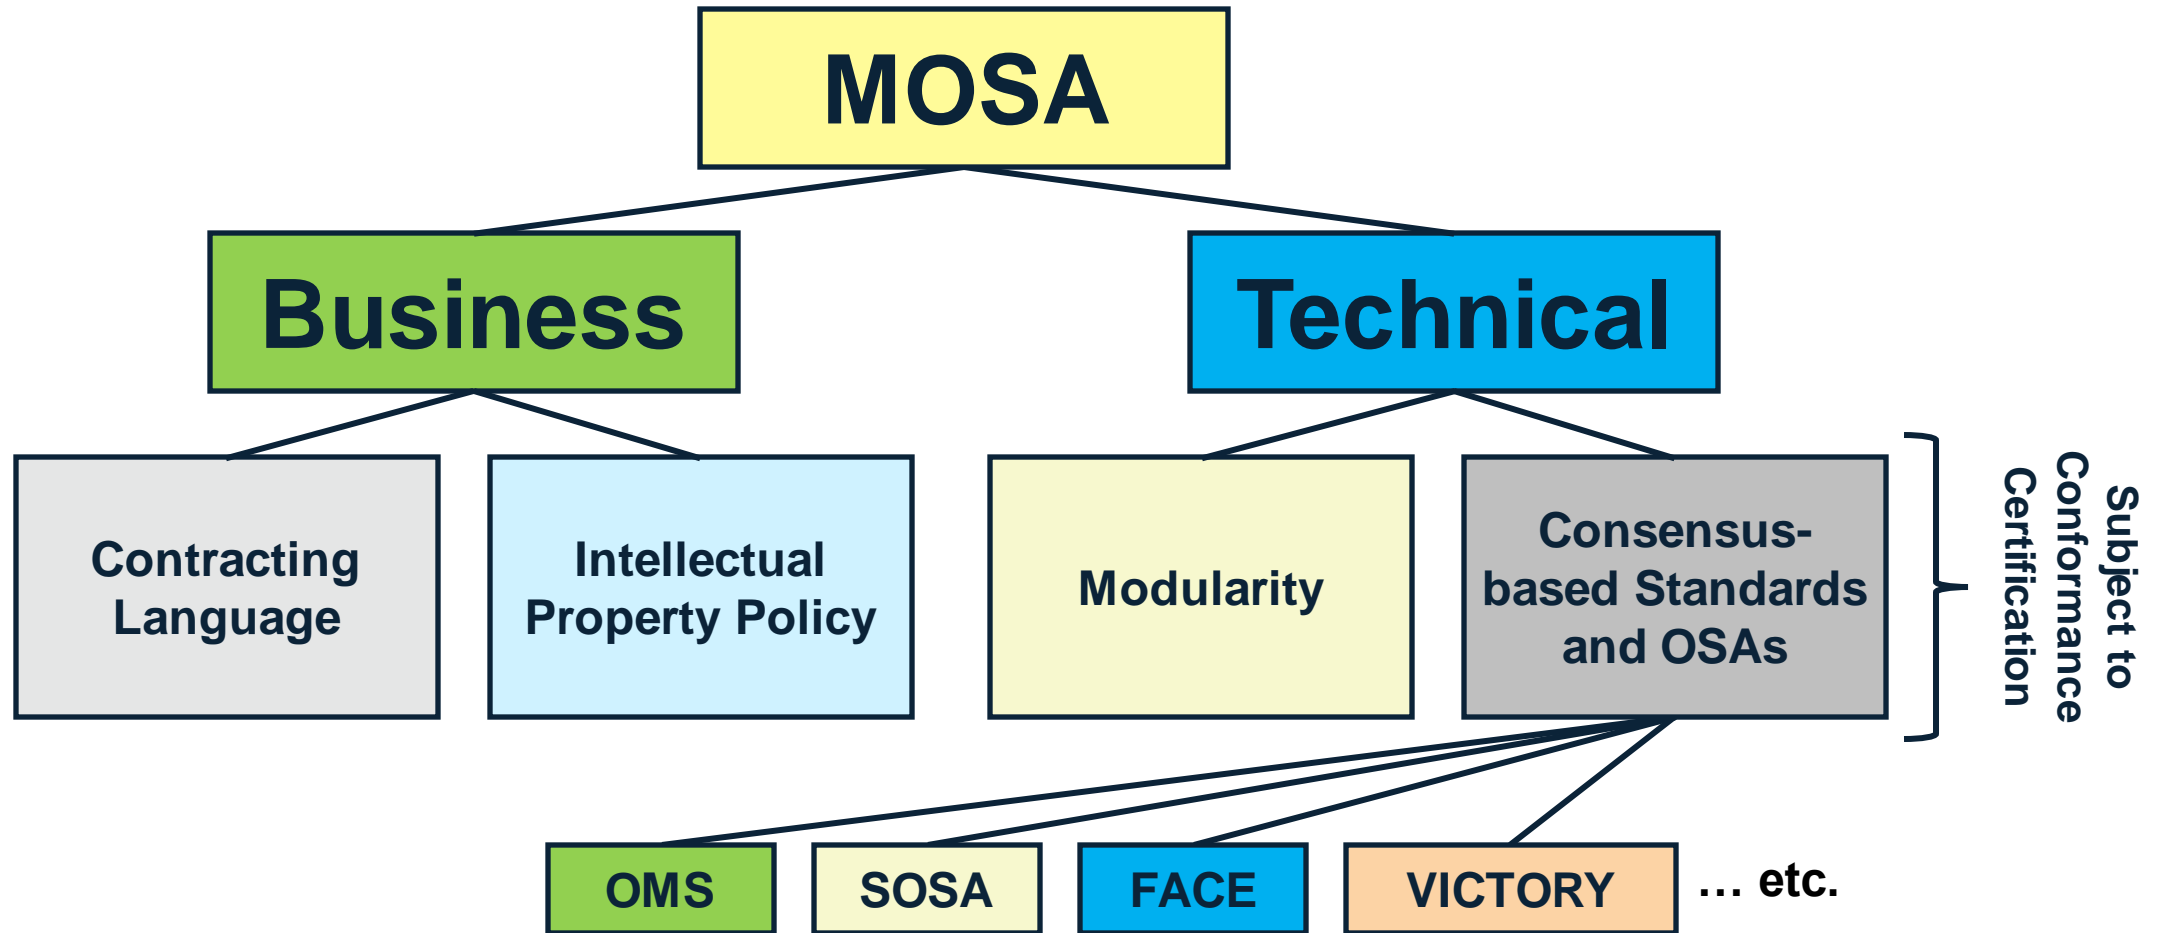 MOSA
Business
Technical
Contracting
Language
Intellectual
Property Policy
Modularity
Consensus-
based Standards
and OSAs
Subject to
Conformance
Certification
OMS
SOSA
FACE
VICTORY
... etc.